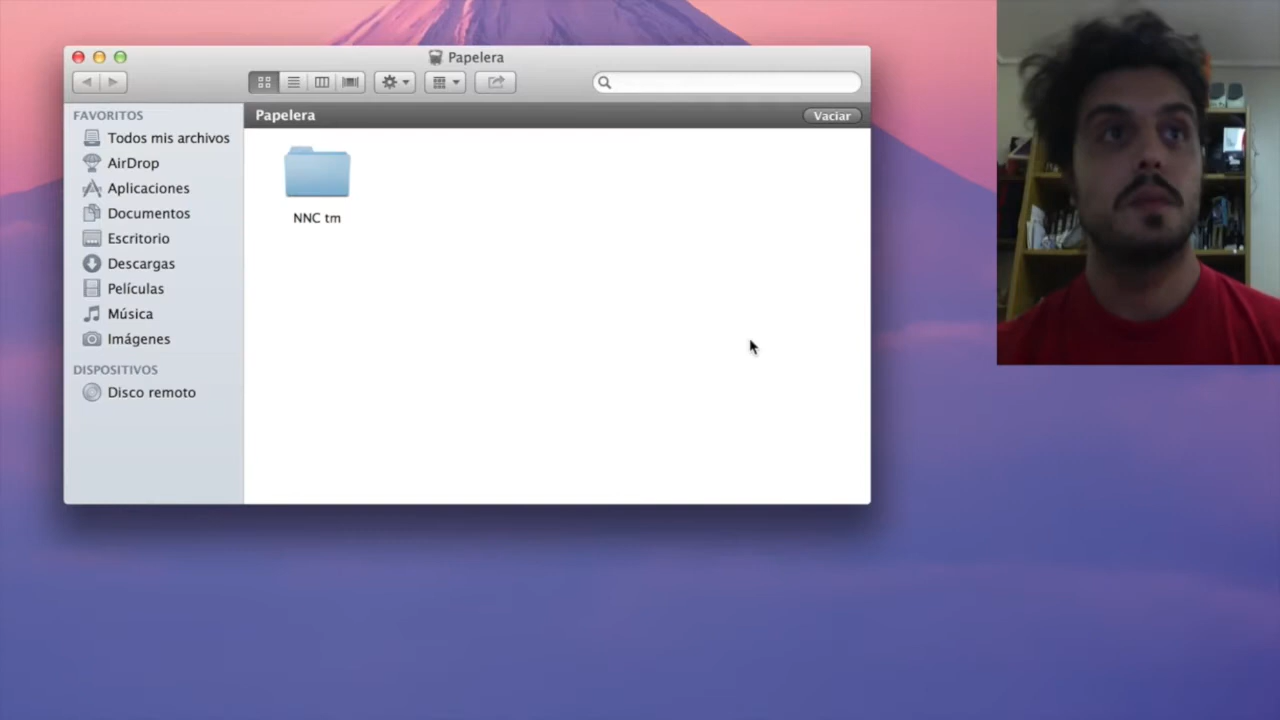 Papelera
FAVORITOS
Papelera
Vaciar
Todos mis archivos
AirDrop
Aplicaciones
Documentos
Escritorio
Descargas
Películas
Música
Imágenes
DISPOSITIVOS
Disco remoto
NNC tm